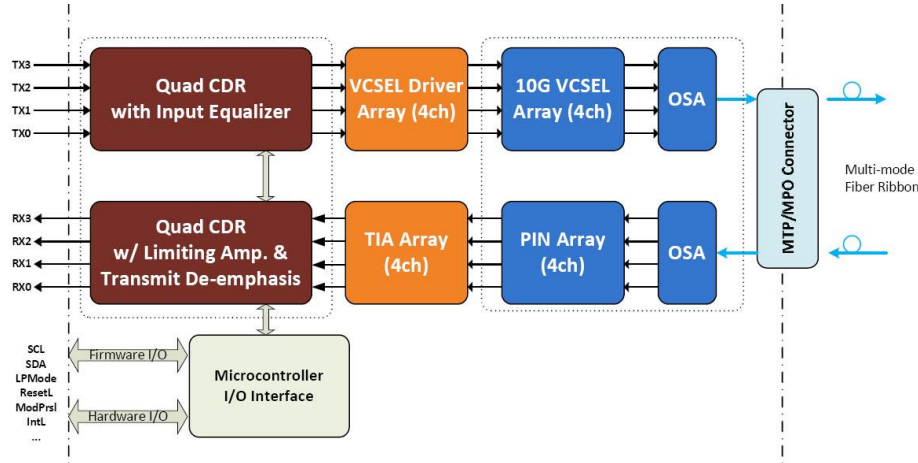 TX3
TX2
TX1
TX0
Quad CDR
with Input Equalizer
VCSEL Driver
Array (4ch)
10G VCSEL
Array (4ch)
OSA
MTP/MPO Connector
Multi-mode
Fiber Ribbon
RX3
RX2
RX1
RX0
Quad CDR
w/ Limiting Amp. &
Transmit De-emphasis
TIA Array
(4ch)
PIN Array
(4ch)
OSA
SCL
SDA
LPMode
ResetL
ModPrsl
IntL
...
Firmware I/O
Hardware I/O
Microcontroller
I/O Interface